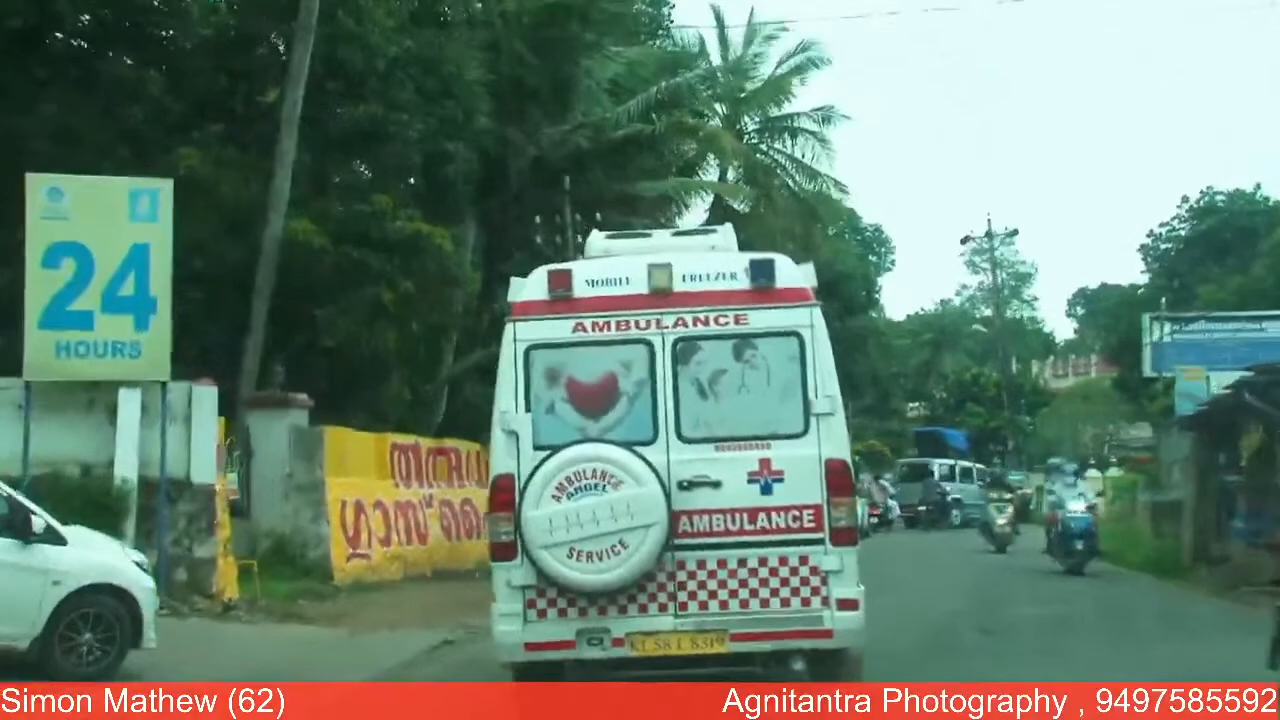 24
HOURS
MOBILE FREEZER
AMBULANCE
AMBULANCE
ANGEL
SERVICE
AMBULANCE
KL 58 L 8319
Simon Mathew (62)
Agnitantra Photography , 9497585592